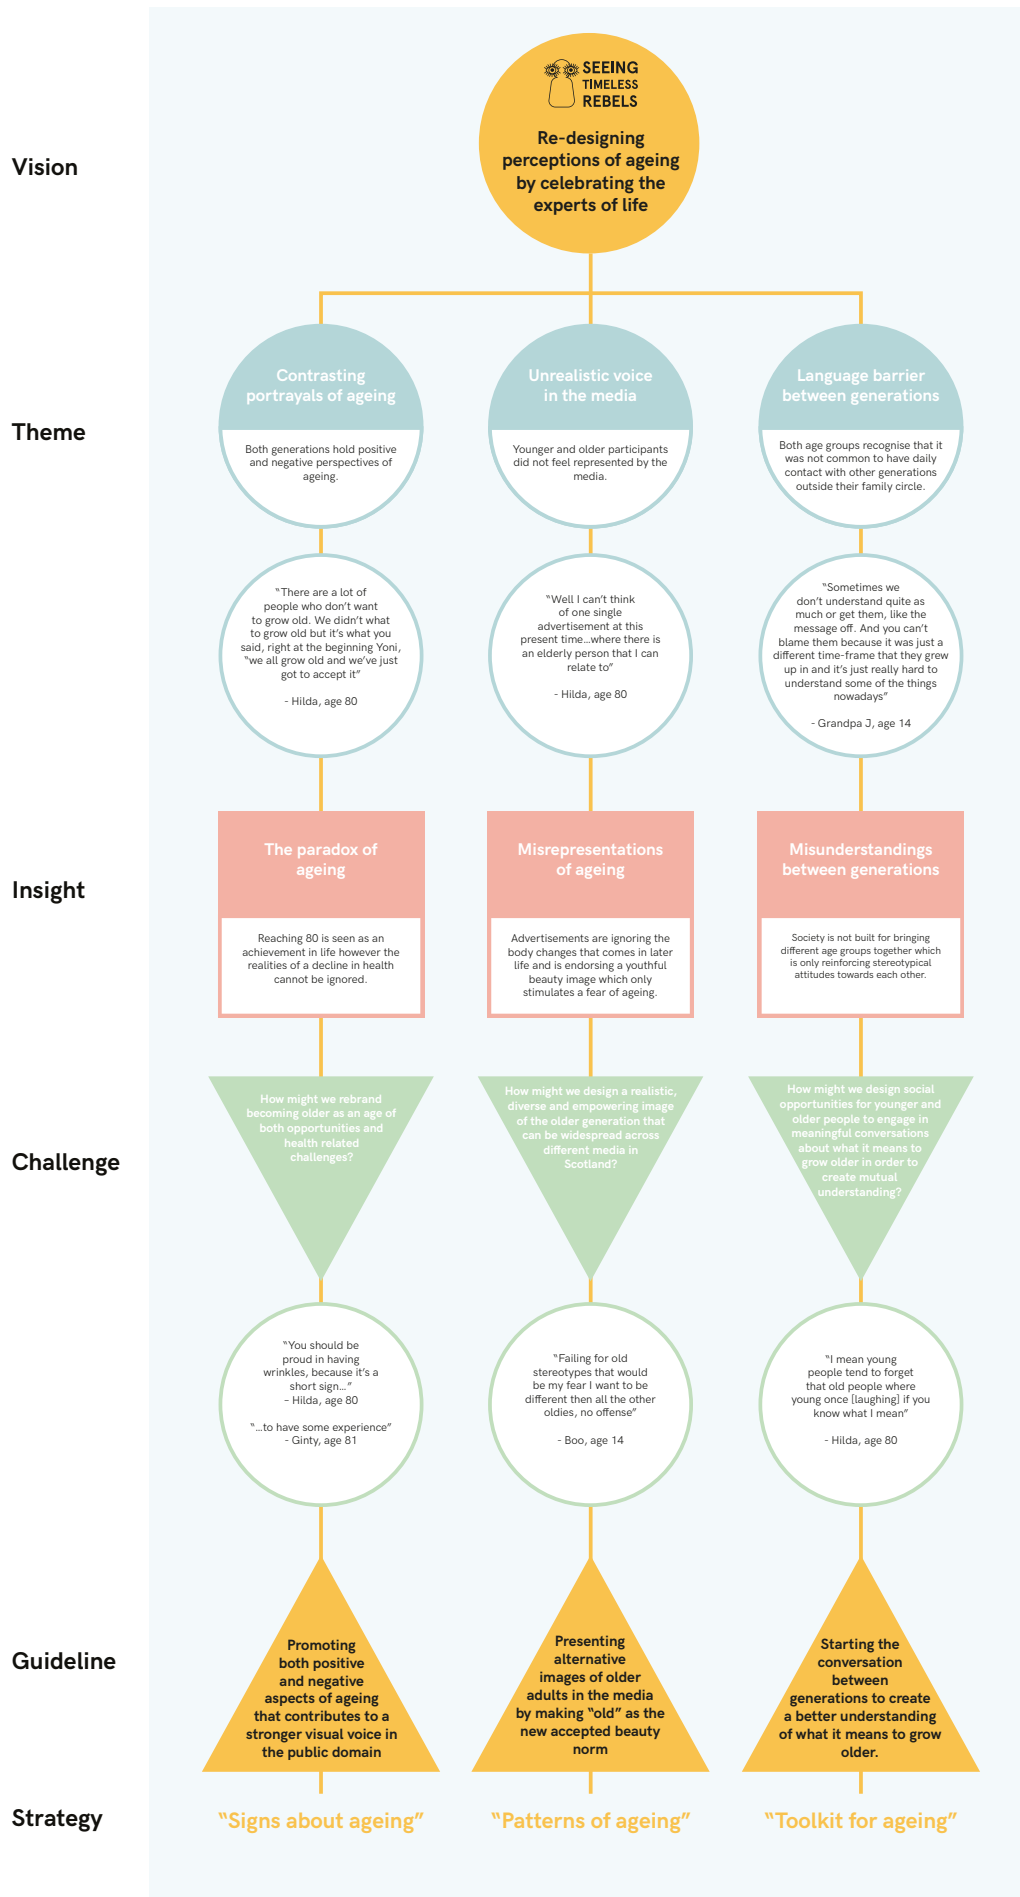 SEEING
TIMELESS
REBELS
Vision
Re-designing
perceptions of ageing
by celebrating the
experts of life
Theme
Contrasting
portrayals of ageing
Both generations hold positive
and negative perspectives of
ageing.
Unrealistic voice
in the media
Younger and older participants
did not feel represented by the
media.
Language barrier
between generations
Both age groups recognise that it
was not common to have daily
contact with other generations
outside their family circle.
“There are a lot of
people who don’t want
to grow old. We didn’t what
to grow old but it’s what you
said, right at the beginning Yoni,
“we all grow old and we’ve just
got to accept it”
- Hilda, age 80
“Well I can’t think
of one single
advertisement at this
present time...where there is
an elderly person that I can
relate to”
- Hilda, age 80
“Sometimes we
don’t understand quite as
much or get them, like the
message off. And you can’t
blame them because it was just a
different time-frame that they grew
up in and it’s just really hard to
understand some of the things
nowadays”
- Grandpa J, age 14
Insight
The paradox of
ageing
Reaching 80 is seen as an
achievement in life however the
realities of a decline in health
cannot be ignored.
Misrepresentations
of ageing
Advertisements are ignoring the
body changes that comes in later
life and is endorsing a youthful
beauty image which only
stimulates a fear of ageing.
Misunderstandings
between generations
Society is not built for bringing
different age groups together which
is only reinforcing stereotypical
attitudes towards each other.
Challenge
How might we rebrand
becoming older as an age of
both opportunities and
health related
challenges?
How might we design a realistic,
diverse and empowering image
of the older generation that
can be widespread across
different media in
Scotland?
How might we design social
opportunities for younger and
older people to engage in
meaningful conversations
about what it means to
grow older in order to
create mutual
understanding?
“You should be
proud in having
wrinkles, because it’s a
short sign...”
– Hilda, age 80
“...to have some experience”
- Ginty, age 81
“Failing for old
stereotypes that would
be my fear I want to be
different then all the other
oldies, no offense”
- Boo, age 14
“I mean young
people tend to forget
that old people where
young once [laughing] if you
know what I mean”
- Hilda, age 80
Guideline
Promoting
both positive
and negative
aspects of ageing
that contributes to a
stronger visual voice in
the public domain
Presenting
alternative
images of older
adults in the media
by making “old” as the
new accepted beauty
norm
Starting the
conversation
between
generations to create
a better understanding
of what it means to grow
older.
Strategy
“Signs about ageing”
“Patterns of ageing”
“Toolkit for ageing”